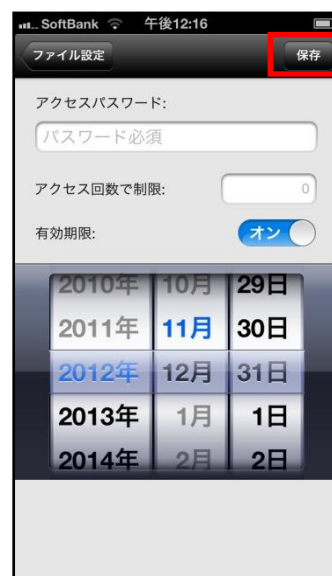 SoftBank 午後12:16
ファイル設定 保存
アクセスパスワード:
パスワード必須
アクセス回数で制限: 0
有効期限: オン
2010年 10月 29日
2011年 11月 30日
2012年 12月 31日
2013年 1月 1日
2014年 2月 2日